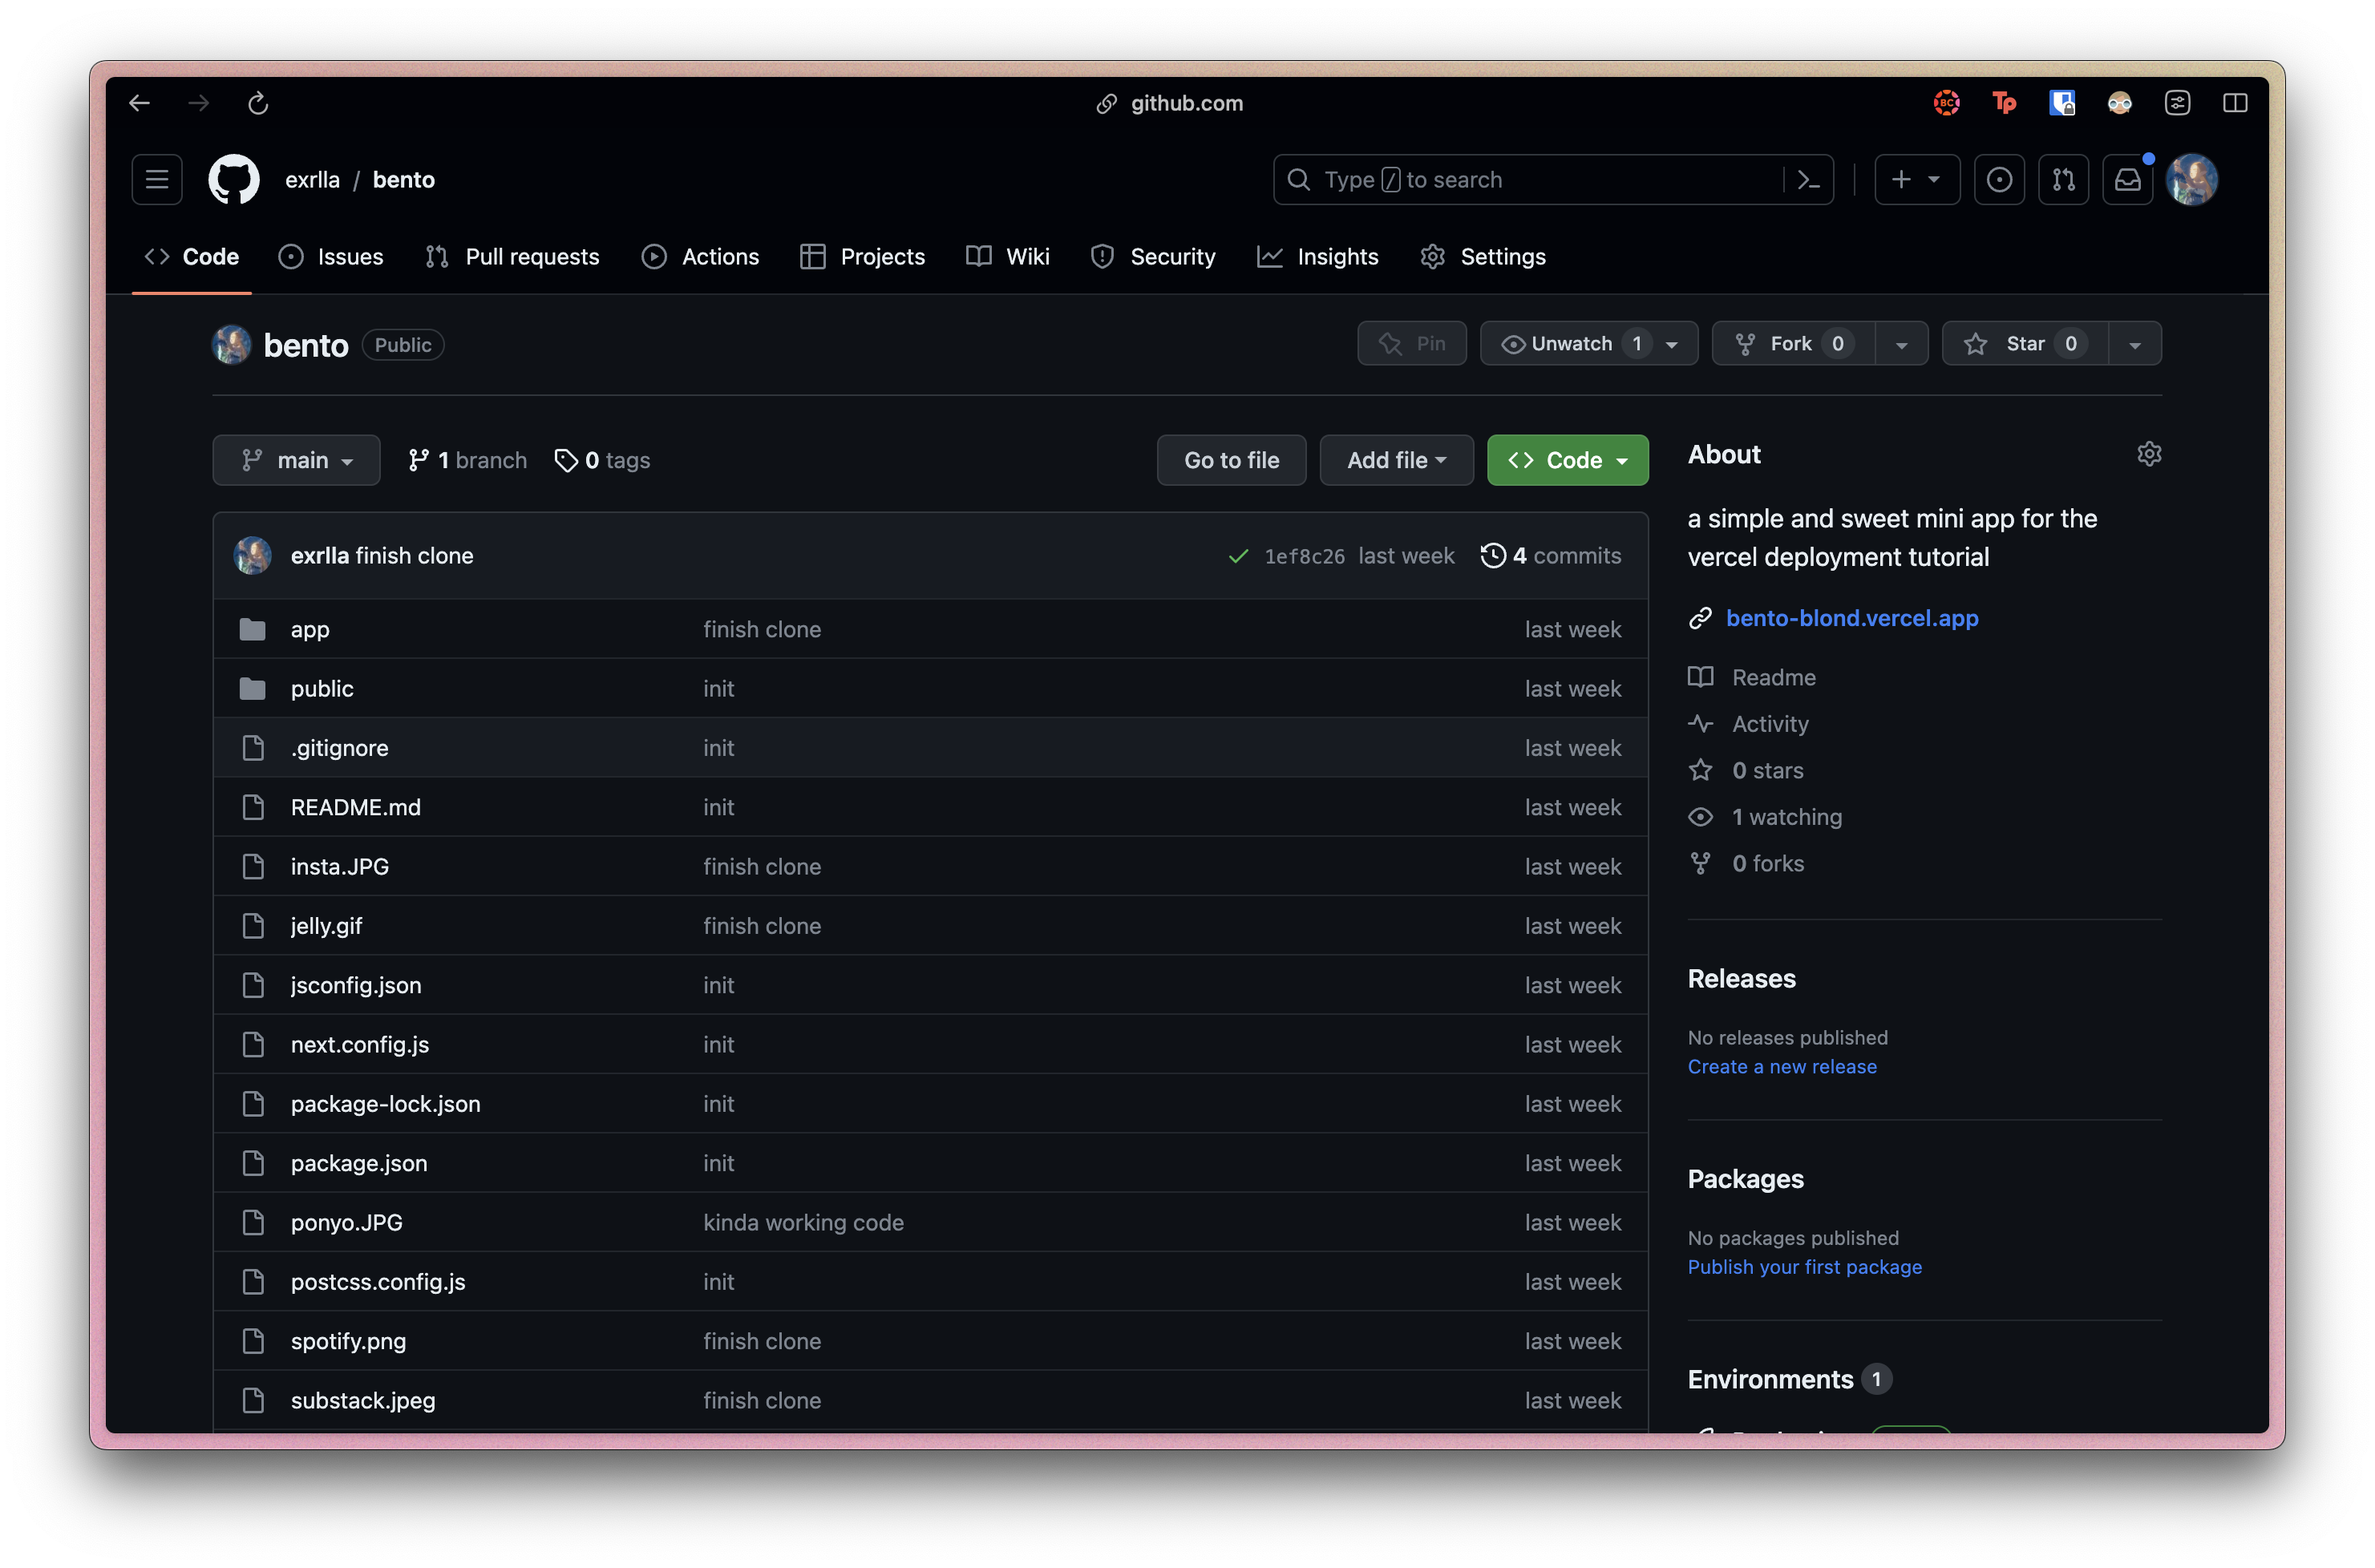 github.com
BC
Tp
exrlla / bento
Type / to search
Code
Issues
Pull requests
Actions
Projects
Wiki
Security
Insights
Settings
bento Public
Pin
Unwatch 1
Fork 0
Star 0
main
1 branch
0 tags
Go to file
Add file
Code
exrlla finish clone
1ef8c26 last week
4 commits
app finish clone last week
public init last week
.gitignore init last week
README.md init last week
insta.JPG finish clone last week
jelly.gif finish clone last week
jsconfig.json init last week
next.config.js init last week
package-lock.json init last week
package.json init last week
ponyo.JPG kinda working code last week
postcss.config.js init last week
spotify.png finish clone last week
substack.jpeg finish clone last week
About
a simple and sweet mini app for the
vercel deployment tutorial
bento-blond.vercel.app
Readme
Activity
0 stars
1 watching
0 forks
Releases
No releases published
Create a new release
Packages
No packages published
Publish your first package
Environments 1